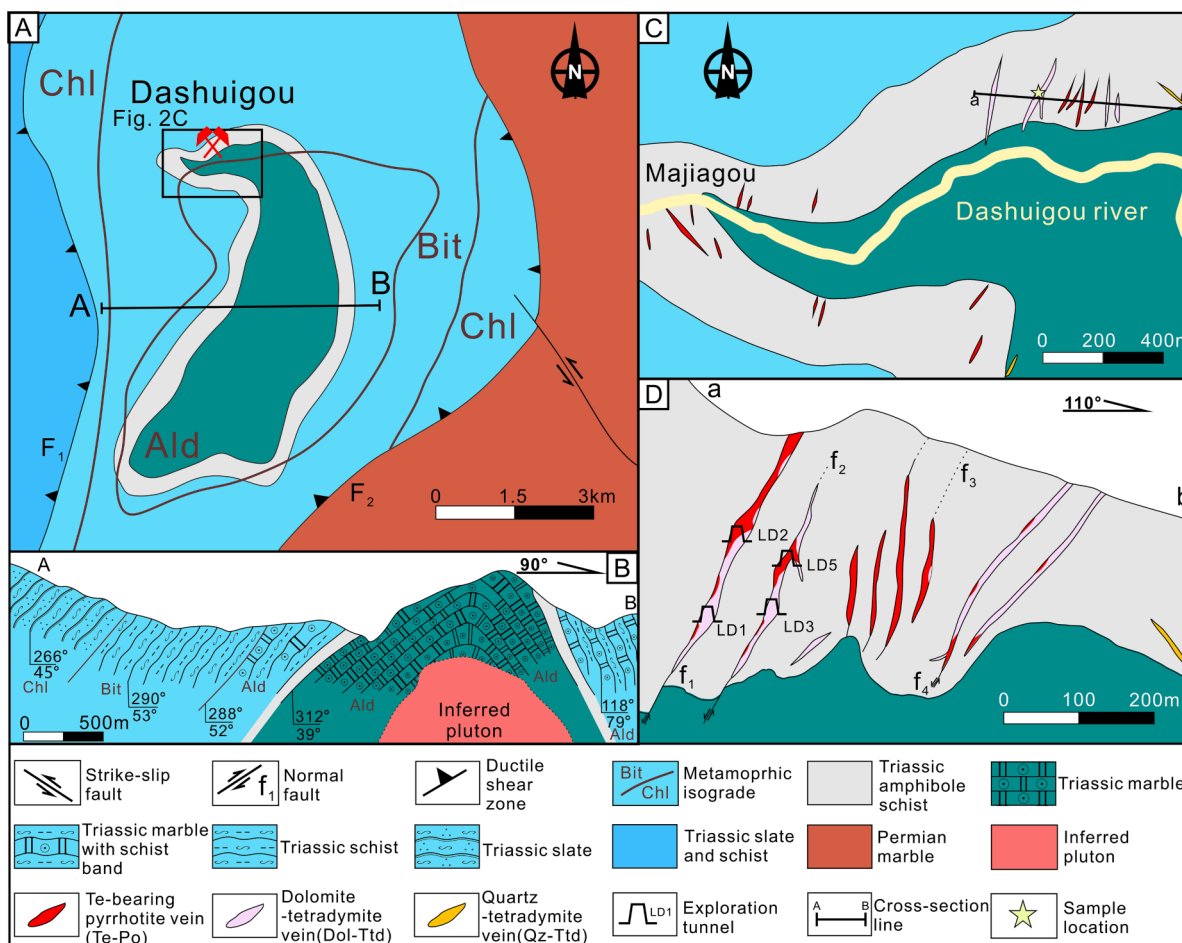 A
Chl
N
Dashuigou
Fig. 2C
Bit
A
B
Chl
Ald
F1
F2
0 1.5 3km
C
N
a
Majiagou
Dashuigou river
0 200 400m
A
90°
B
B
266°
45°
Chl
Bit
290°
53°
Ald
288°
52°
312°
39°
Ald
Ald
Inferred
pluton
118°
79°
Ald
0 500m
D
a
110°
f2
f3
b
LD2
LD5
LD1
LD3
f1
f4
0 100 200m
Strike-slip
fault
f1
Normal
fault
Ductile
shear
zone
Bit
Chl
Metamoprhic
isograde
Triassic
amphibole
schist
Triassic marble
Triassic marble
with schist
band
Triassic schist
Triassic slate
Triassic slate
and schist
Permian
marble
Inferred
pluton
Te-bearing
pyrrhotite vein
(Te-Po)
Dolomite
-tetradymite
vein(Dol-Ttd)
Quartz
-tetradymite
vein(Qz-Ttd)
LD1
Exploration
tunnel
A B
Cross-section
line
Sample
location